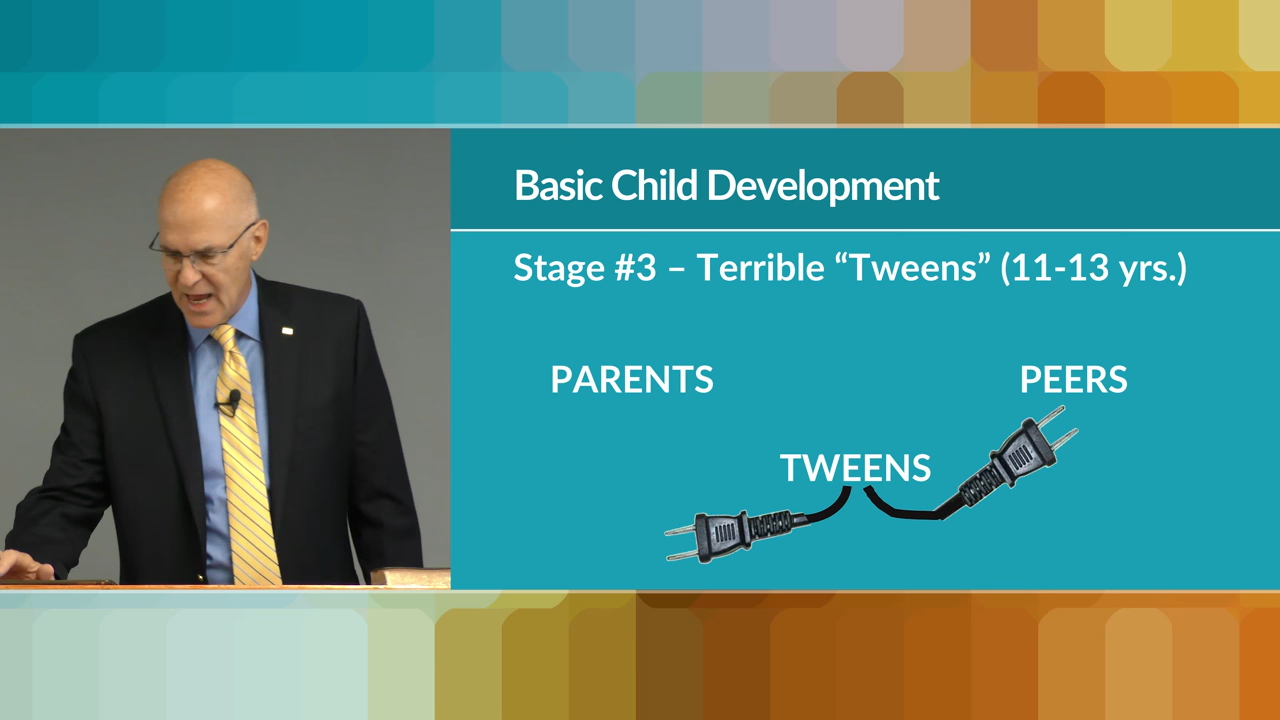 Basic Child Development
Stage #3 – Terrible “Tweens” (11-13 yrs.)
PARENTS
PEERS
TWEENS